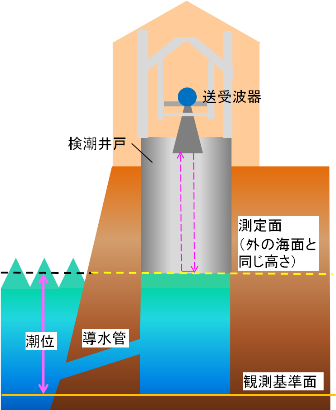 送受波器
検潮井戸
測定面
(外の海面と
同じ高さ)
導水管
潮位
観測基準面